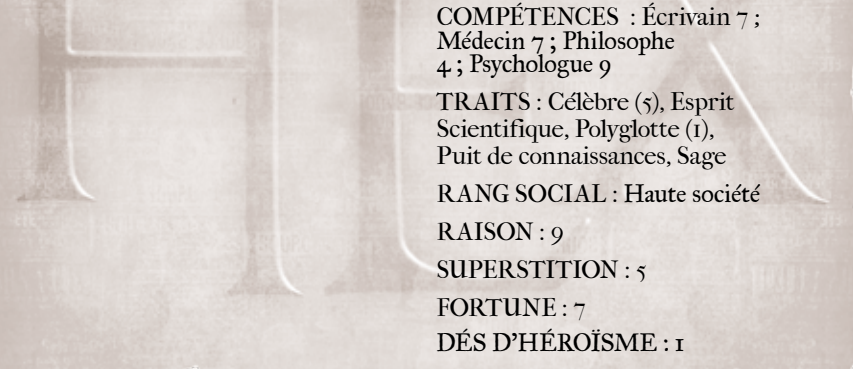 COMPÉTENCES : Écrivain 7 ;
Médecin 7 ; Philosophe
4 ; Psychologue 9
TRAITS : Célèbre (5), Esprit
Scientifique, Polyglotte (1),
Puit de connaissances, Sage
RANG SOCIAL : Haute société
RAISON : 9
SUPERSTITION : 5
FORTUNE : 7
DÉS D'HÉROÏSME : 1